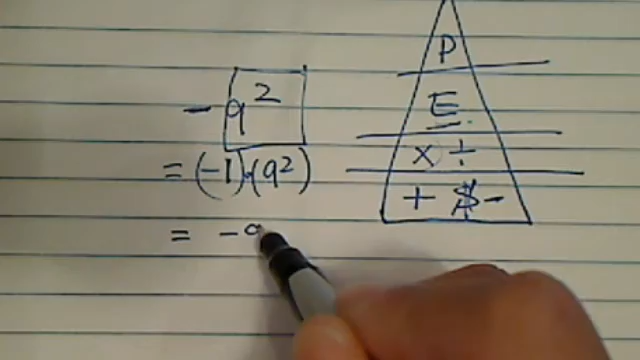 - 9²
= (-1)·(9²)
= -
P
E
× ÷
+ -